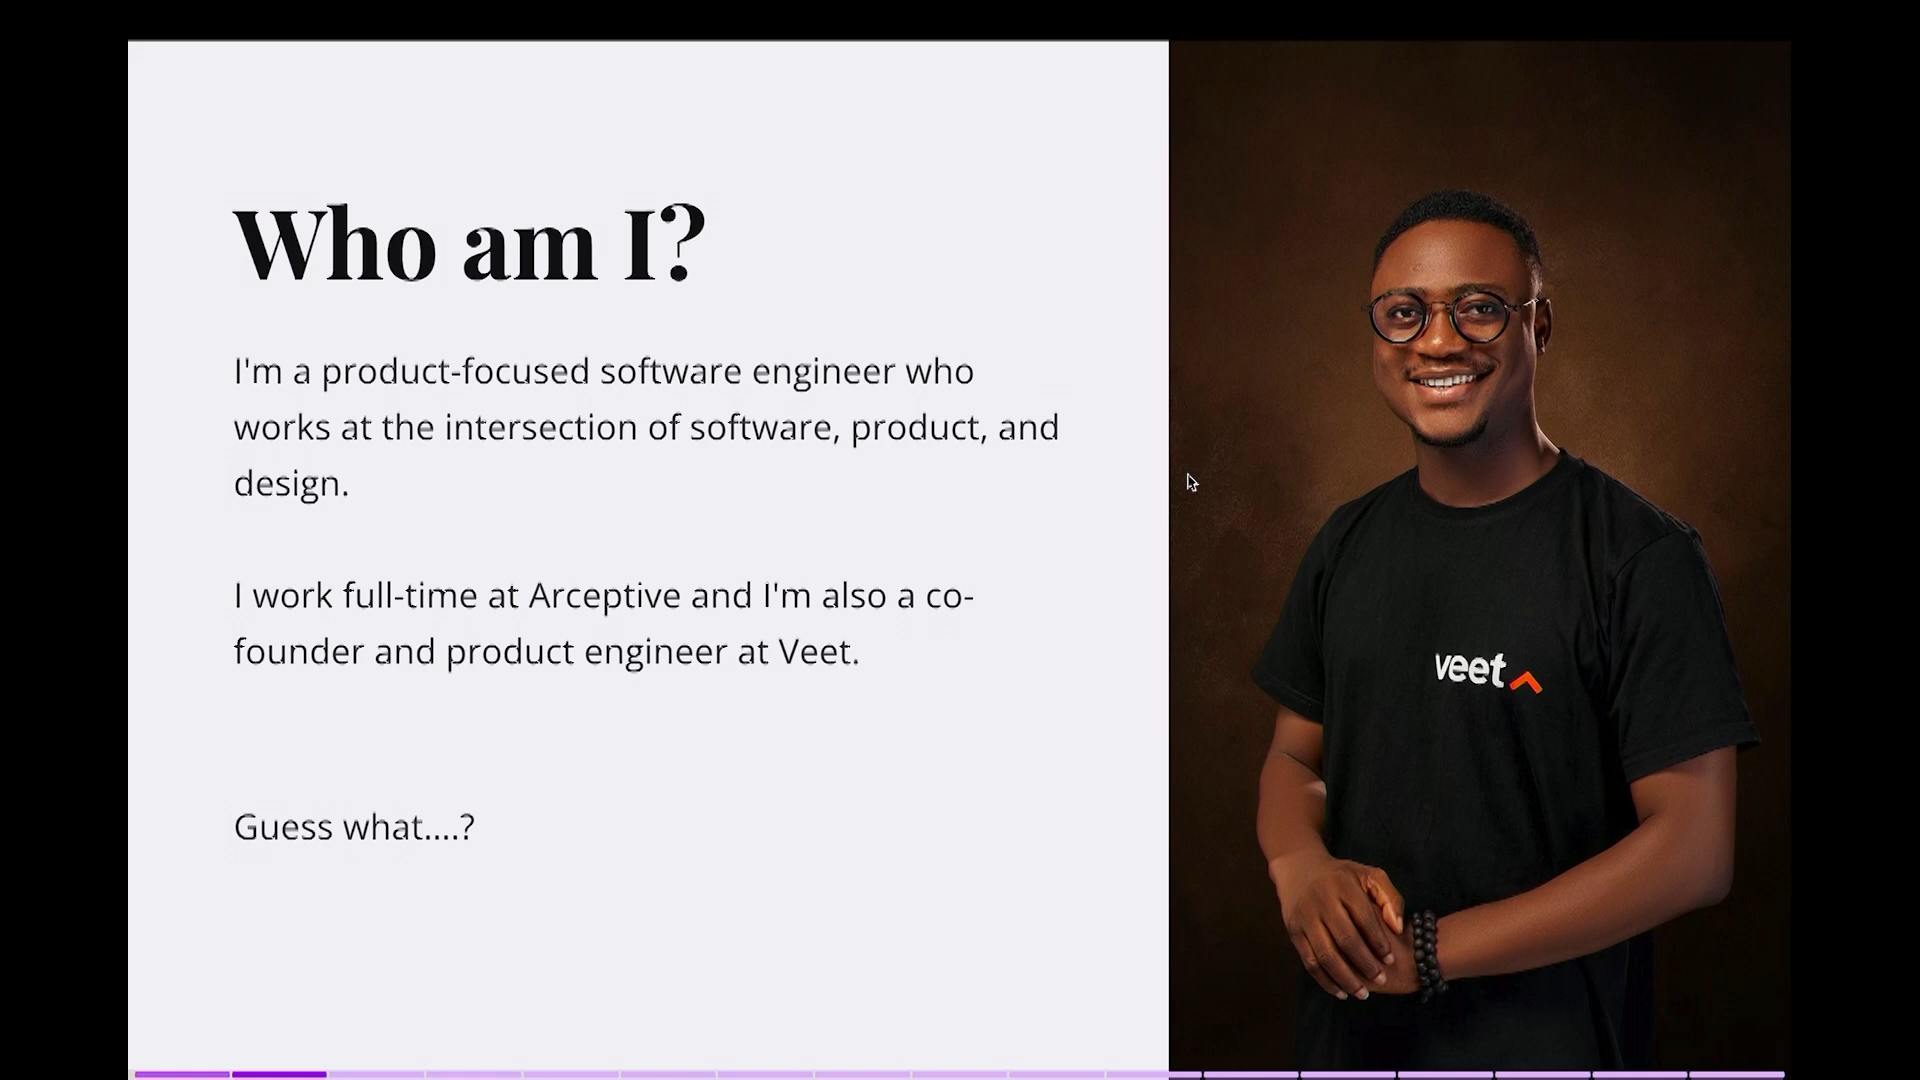 Who am I?
I'm a product-focused software engineer who
works at the intersection of software, product, and
design.
I work full-time at Arceptive and I'm also a co-
founder and product engineer at Veet.
Guess what....?
veet